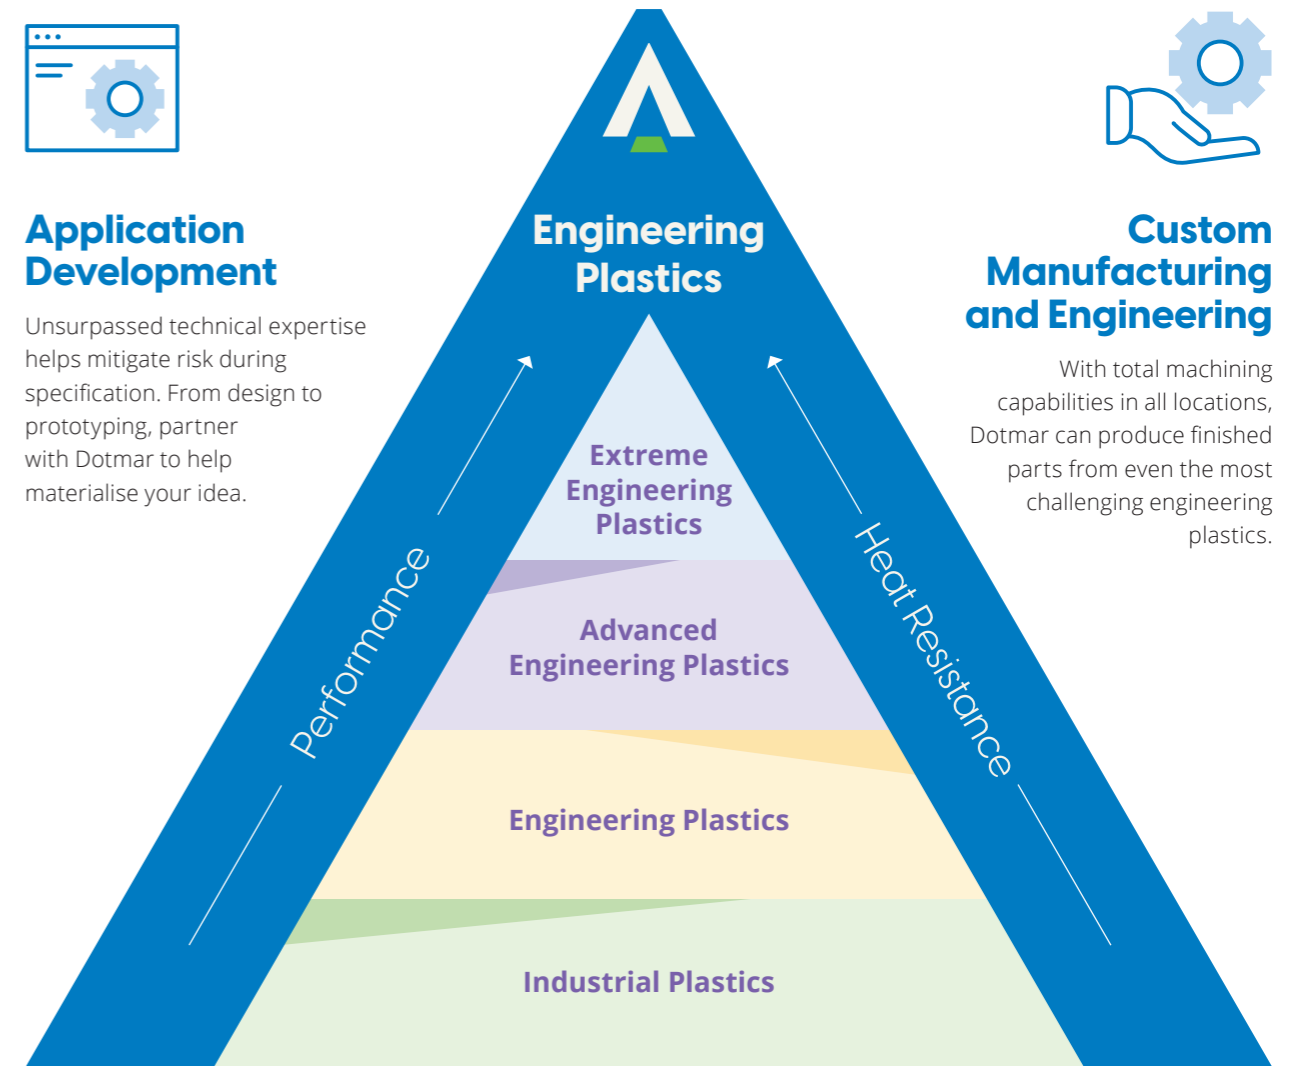 Application
Development
Unsurpassed technical expertise
helps mitigate risk during
specification. From design to
prototyping, partner
with Dotmar to help
materialise your idea.
Engineering
Plastics
Performance
Heat Resistance
Extreme
Engineering
Plastics
Advanced
Engineering Plastics
Engineering Plastics
Industrial Plastics
Custom
Manufacturing
and Engineering
With total machining
capabilities in all locations,
Dotmar can produce finished
parts from even the most
challenging engineering
plastics.